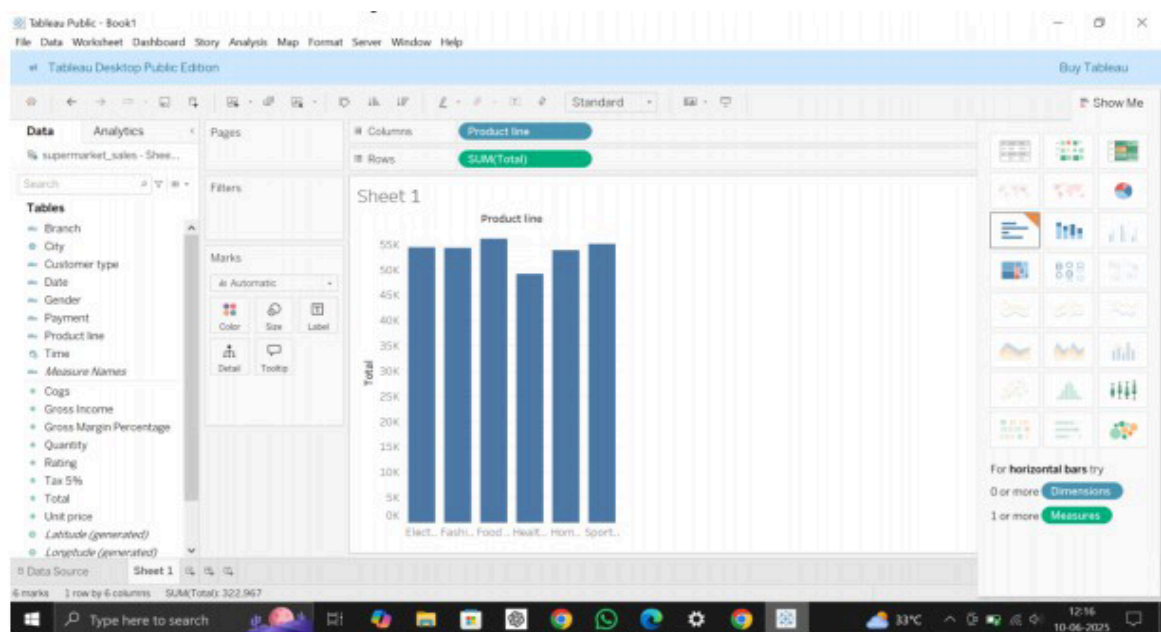 Tableau Public - Book1
File Data Worksheet Dashboard Story Analysis Map Format Server Window Help
Tableau Desktop Public Edition
Buy Tableau
Standard
Show Me
Data
Analytics
supermarket_sales - Shee...
Search
Tables
Branch
City
Customer type
Date
Gender
Payment
Product line
Time
Measure Names
Cogs
Gross Income
Gross Margin Percentage
Quantity
Rating
Tax 5%
Total
Unit price
Latitude (generated)
Longitude (generated)
Pages
Filters
Marks
Automatic
Color
Size
Label
Detail
Tooltip
Columns
Product line
Rows
SUM(Total)
Sheet 1
Product line
55K
50K
45K
40K
35K
30K
25K
20K
15K
10K
5K
0K
Total
Elect.. Fashi.. Food .. Healt.. Hom.. Sport..
For horizontal bars try
0 or more Dimensions
1 or more Measures
Data Source
Sheet 1
6 marks 1 row by 6 columns SUM(Total): 322,967
Type here to search
33°C
12:16
10-06-2025